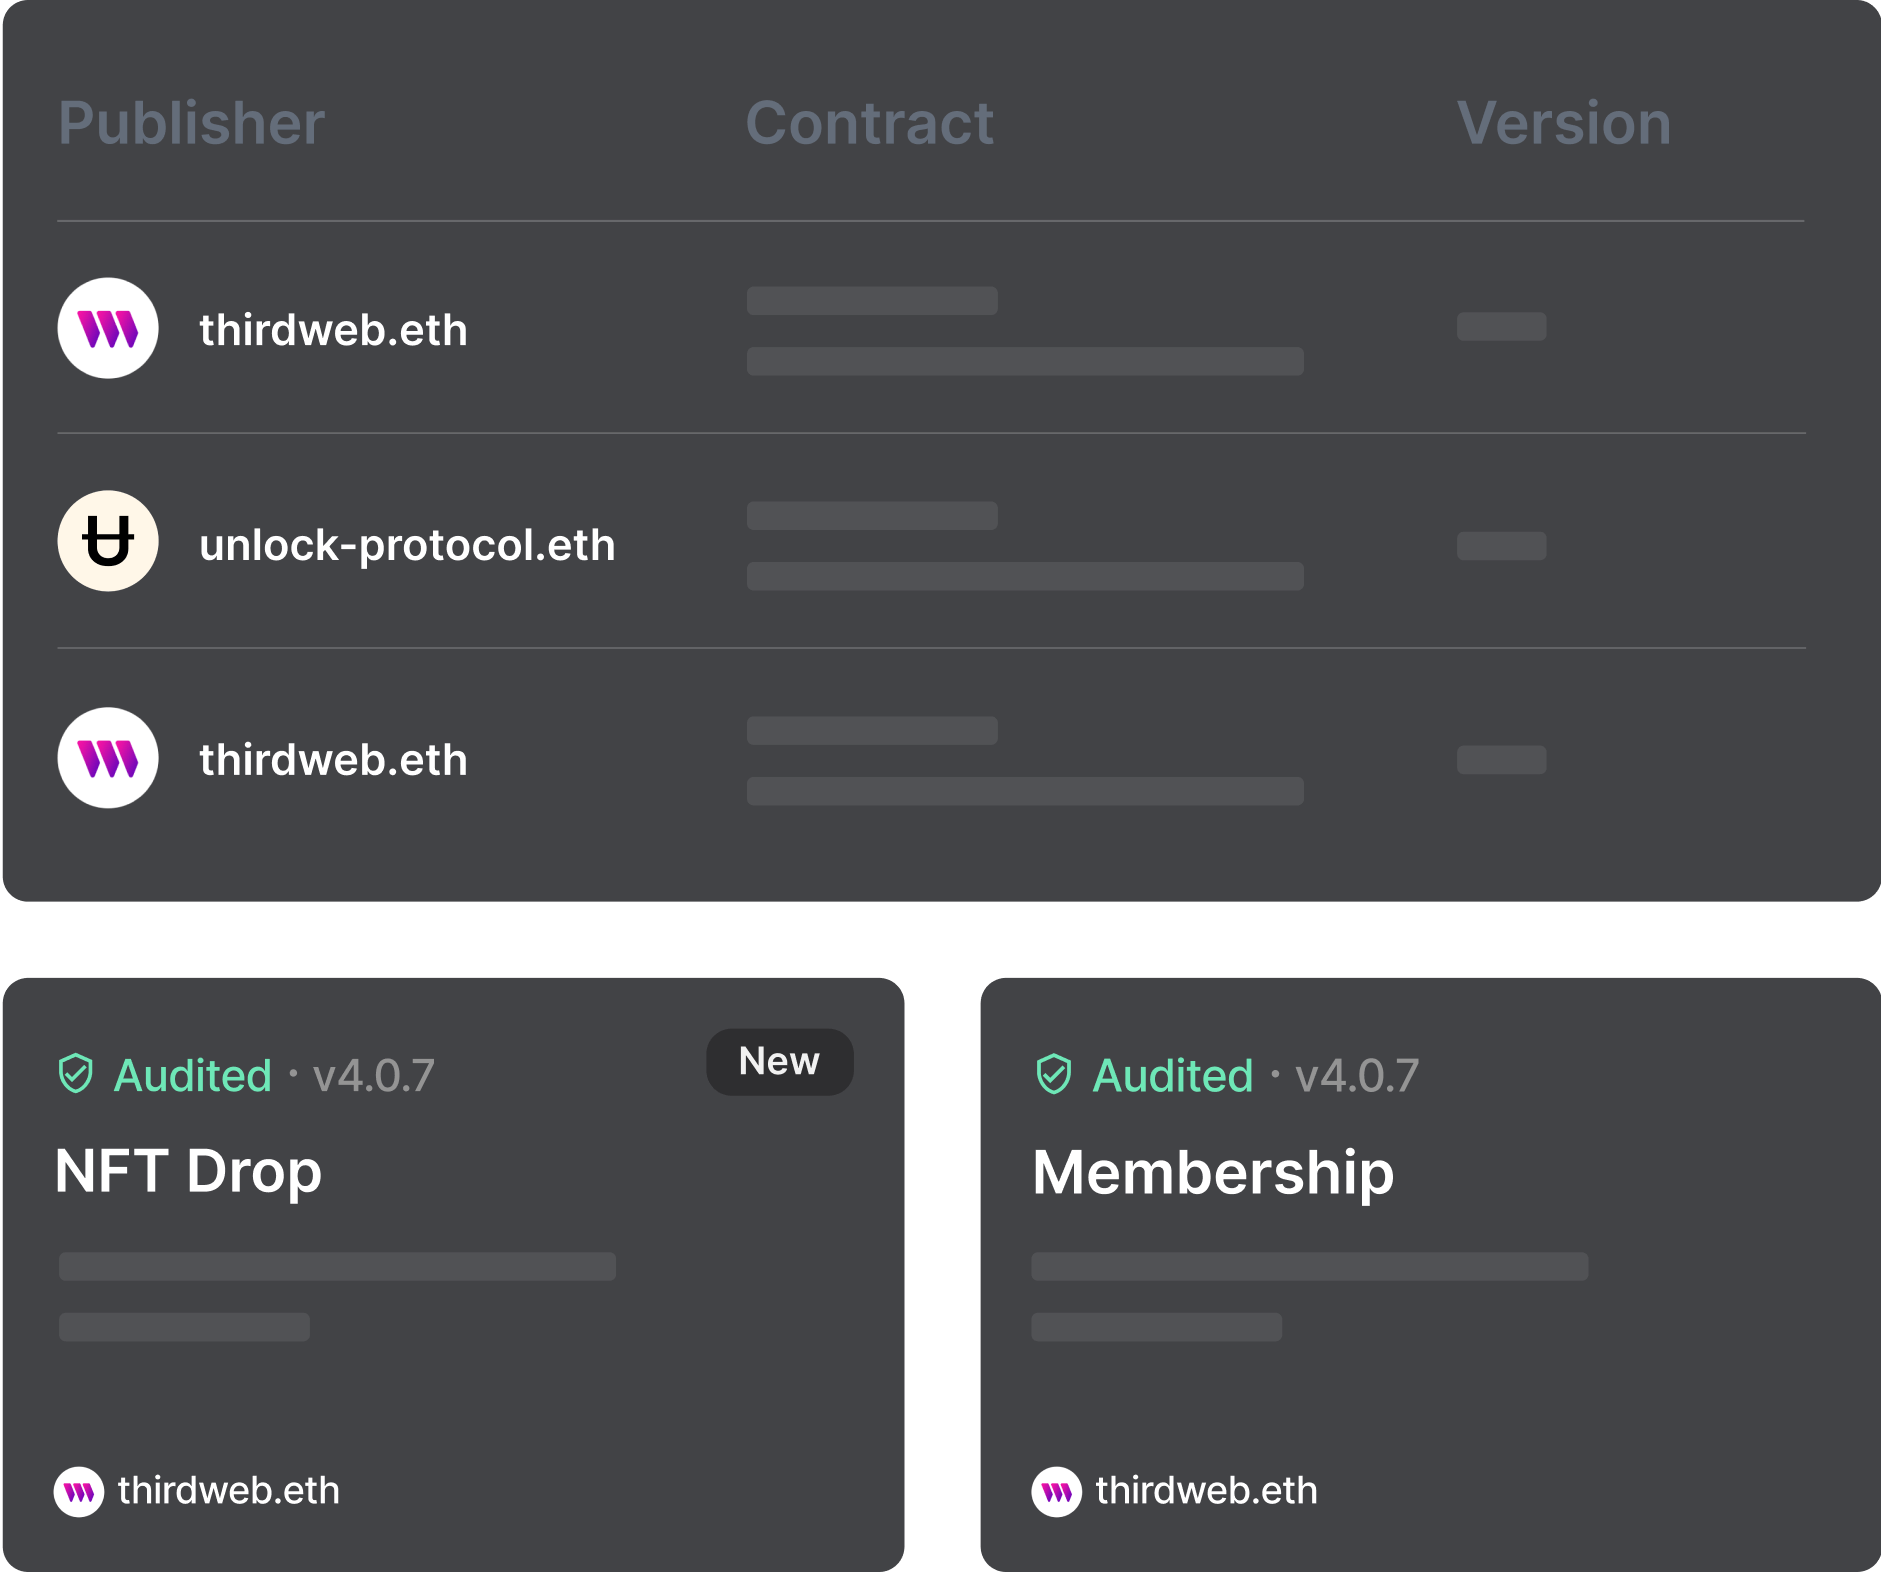 Publisher Contract Version
thirdweb.eth
unlock-protocol.eth
thirdweb.eth
Audited · v4.0.7 New
NFT Drop
thirdweb.eth
Audited · v4.0.7
Membership
thirdweb.eth